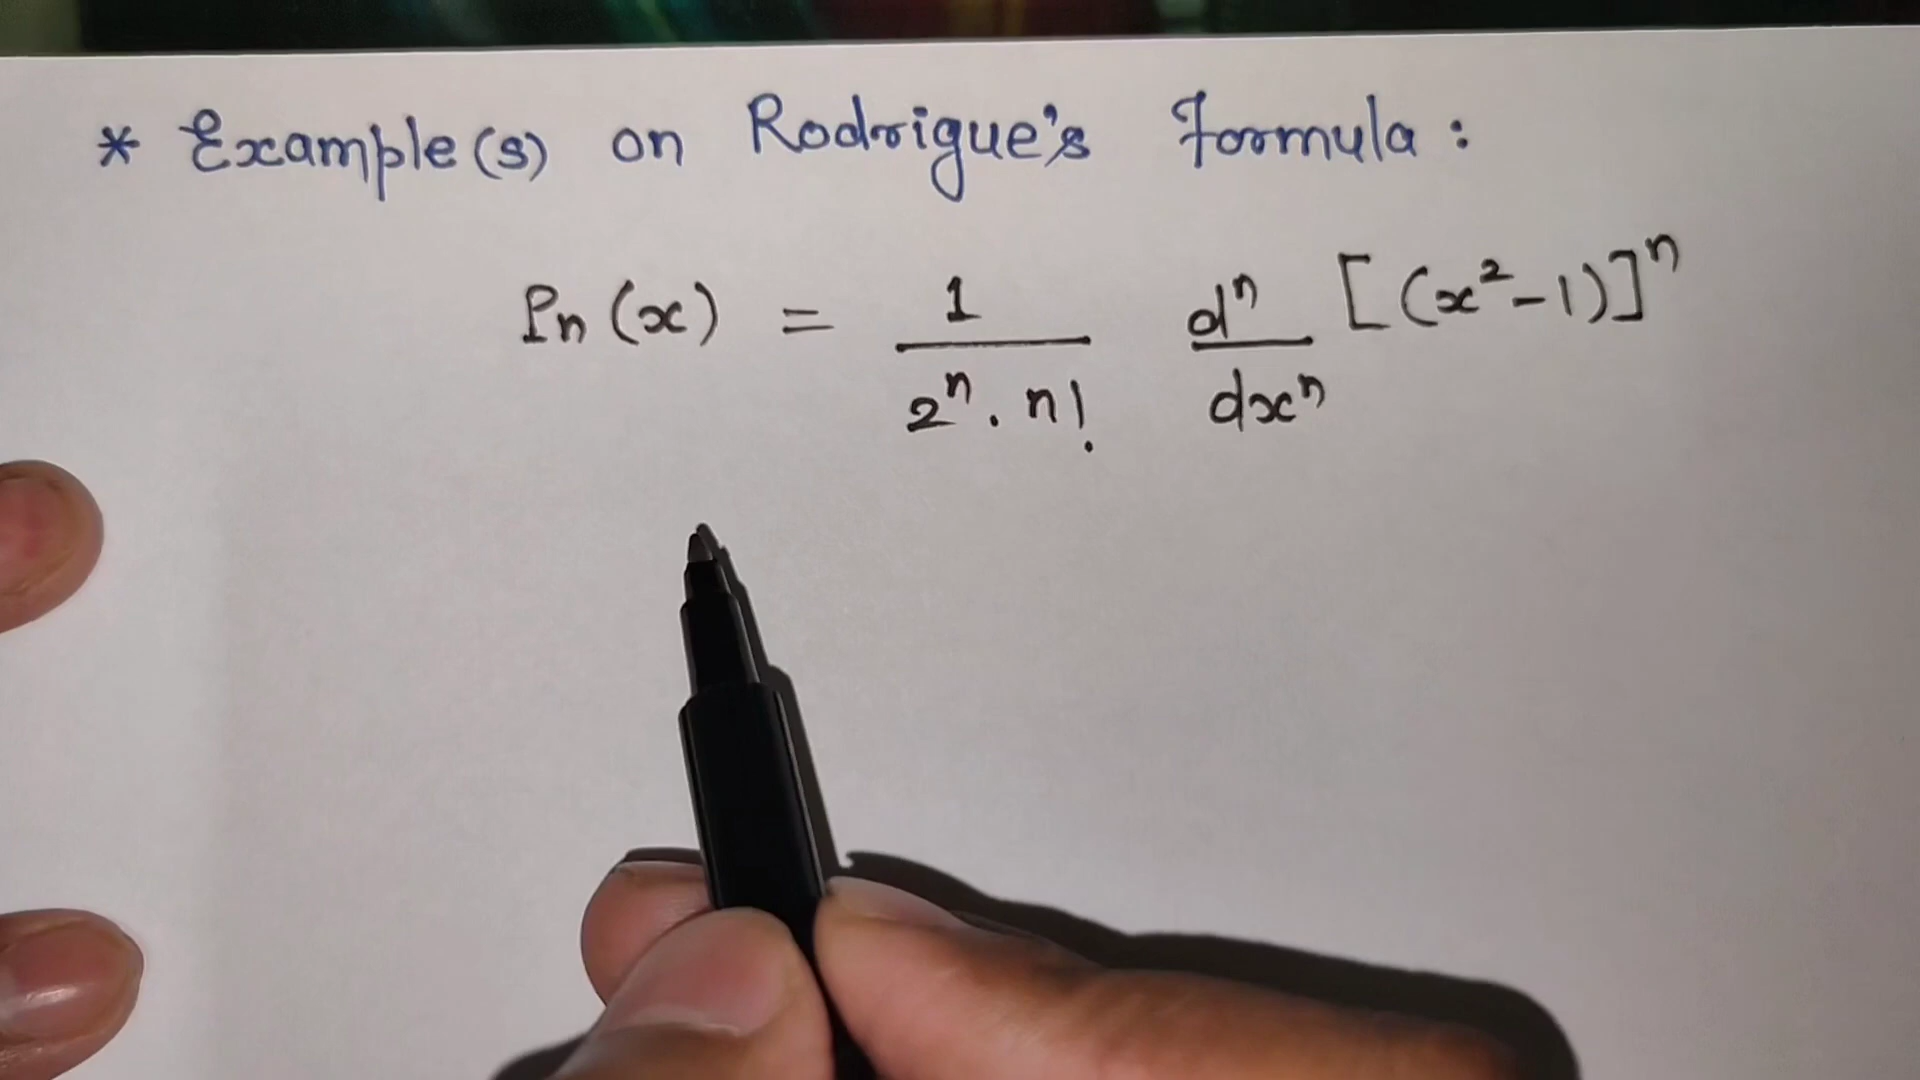 * Example(s) on Rodrigue's Formula :
Pn(x) = 1 / 2ⁿ . n! dⁿ / dxⁿ [(x²-1)]ⁿ